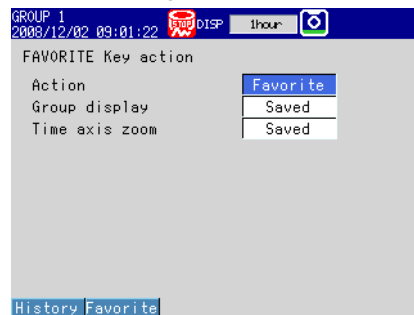 GROUP 1
2008/12/02 09:01:22 STOP DISP 1hour
FAVORITE Key action
Action Favorite
Group display Saved
Time axis zoom Saved
History Favorite